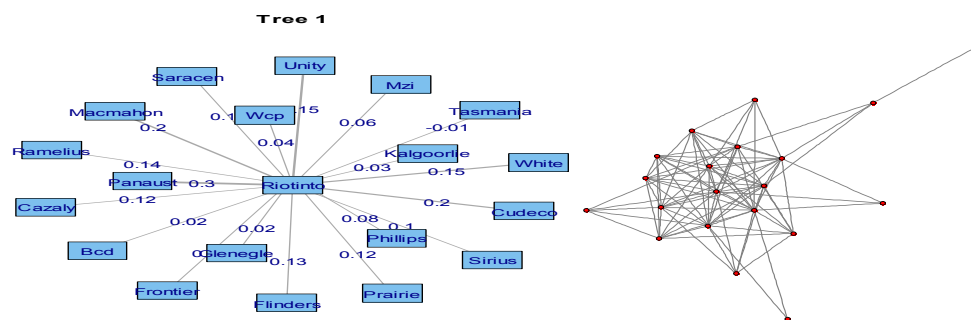 Tree 1
Unity
Saracen
Mzi
Macmahon
0.1
Wcp
.15
Tasmania
0.2
0.06
-0.01
0.04
Ramelius
Kalgoorlie
White
0.14
0.03
0.15
Panaust
0.3
Riotinto
0.12
Cazaly
0.2
Cudeco
0.02
0.08
0.1
0.02
Phillips
Bcd
Glenegle
0.13
0.12
Sirius
Frontier
Flinders
Prairie